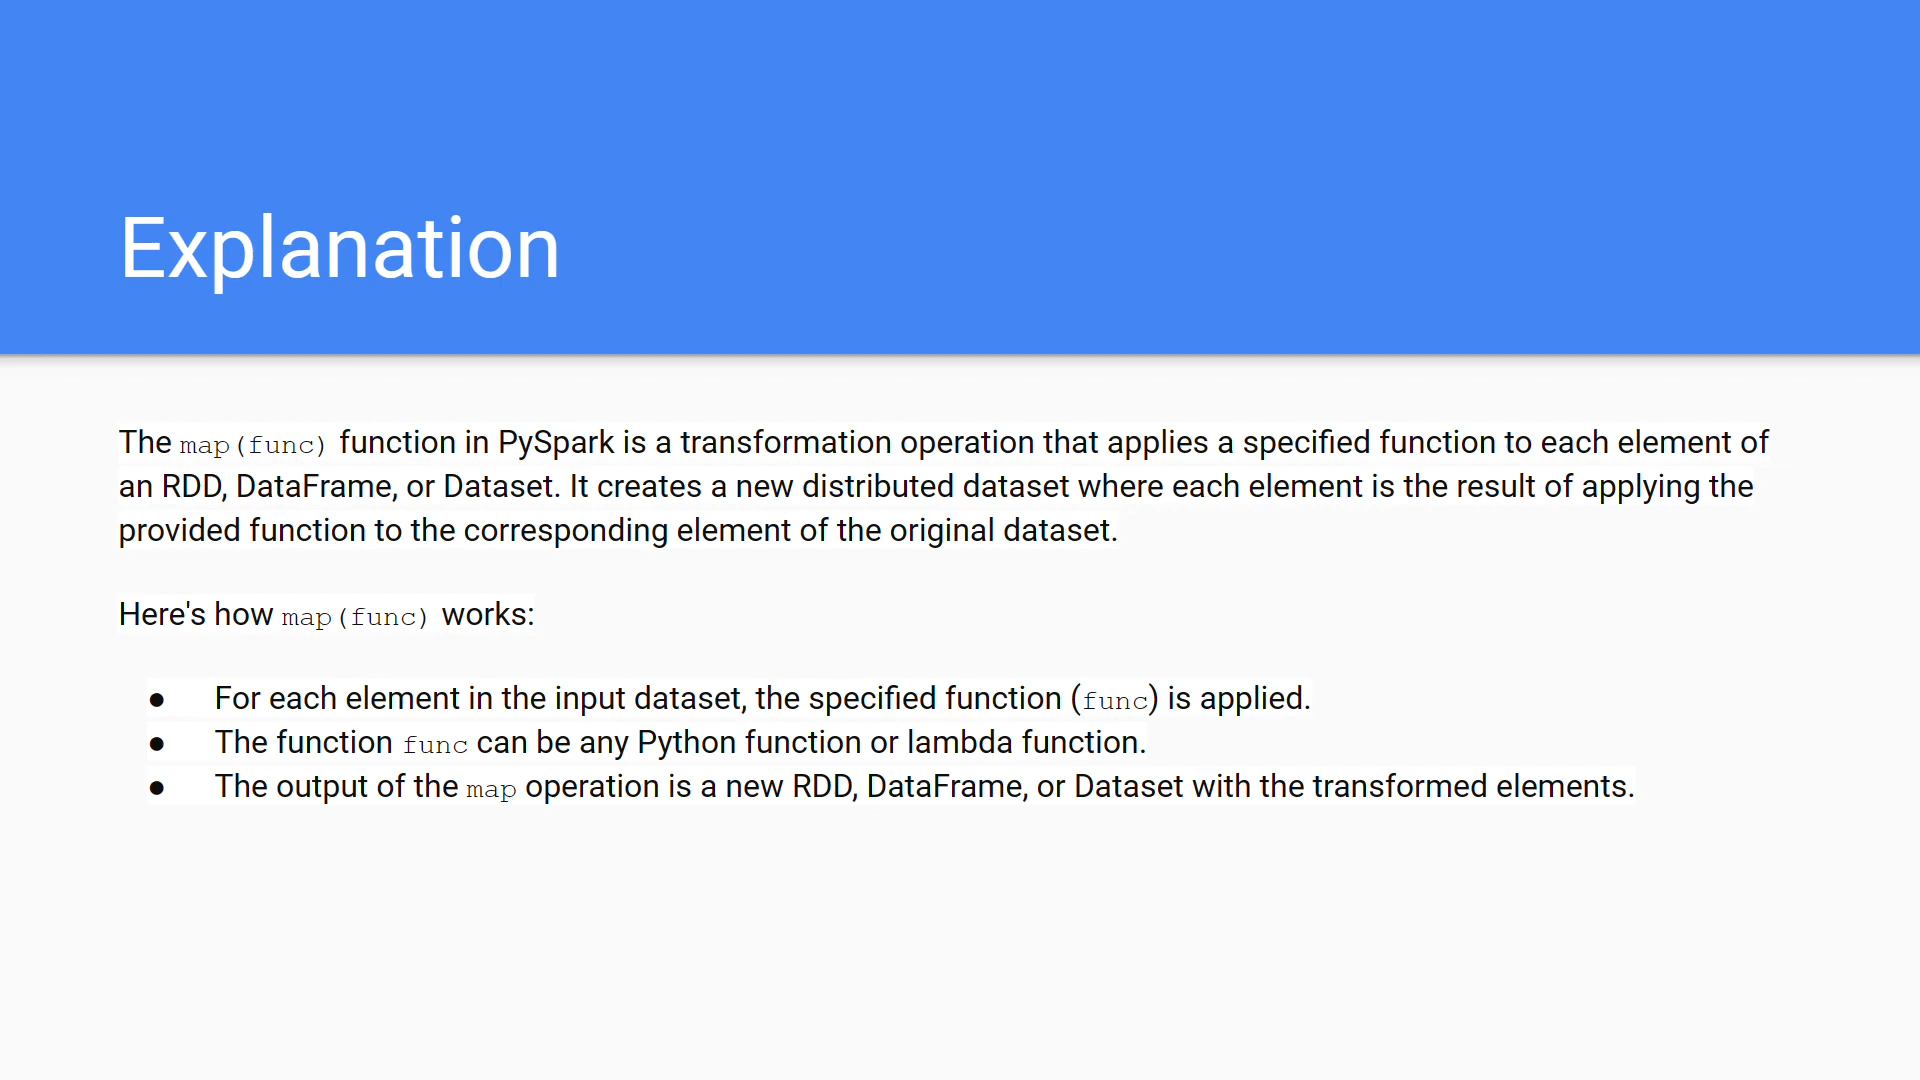 Explanation
The map(func) function in PySpark is a transformation operation that applies a specified function to each element of
an RDD, DataFrame, or Dataset. It creates a new distributed dataset where each element is the result of applying the
provided function to the corresponding element of the original dataset.
Here's how map(func) works:
● For each element in the input dataset, the specified function (func) is applied.
● The function func can be any Python function or lambda function.
● The output of the map operation is a new RDD, DataFrame, or Dataset with the transformed elements.